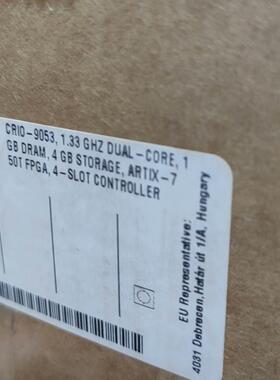 CRIO-9053, 1.33 GHZ DUAL-CORE, 1
GB DRAM, 4 GB STORAGE, ARTIX-7
50T FPGA, 4-SLOT CONTROLLER
EU Representative:
4031 Debrecen,Határ út 1/A. Hungary